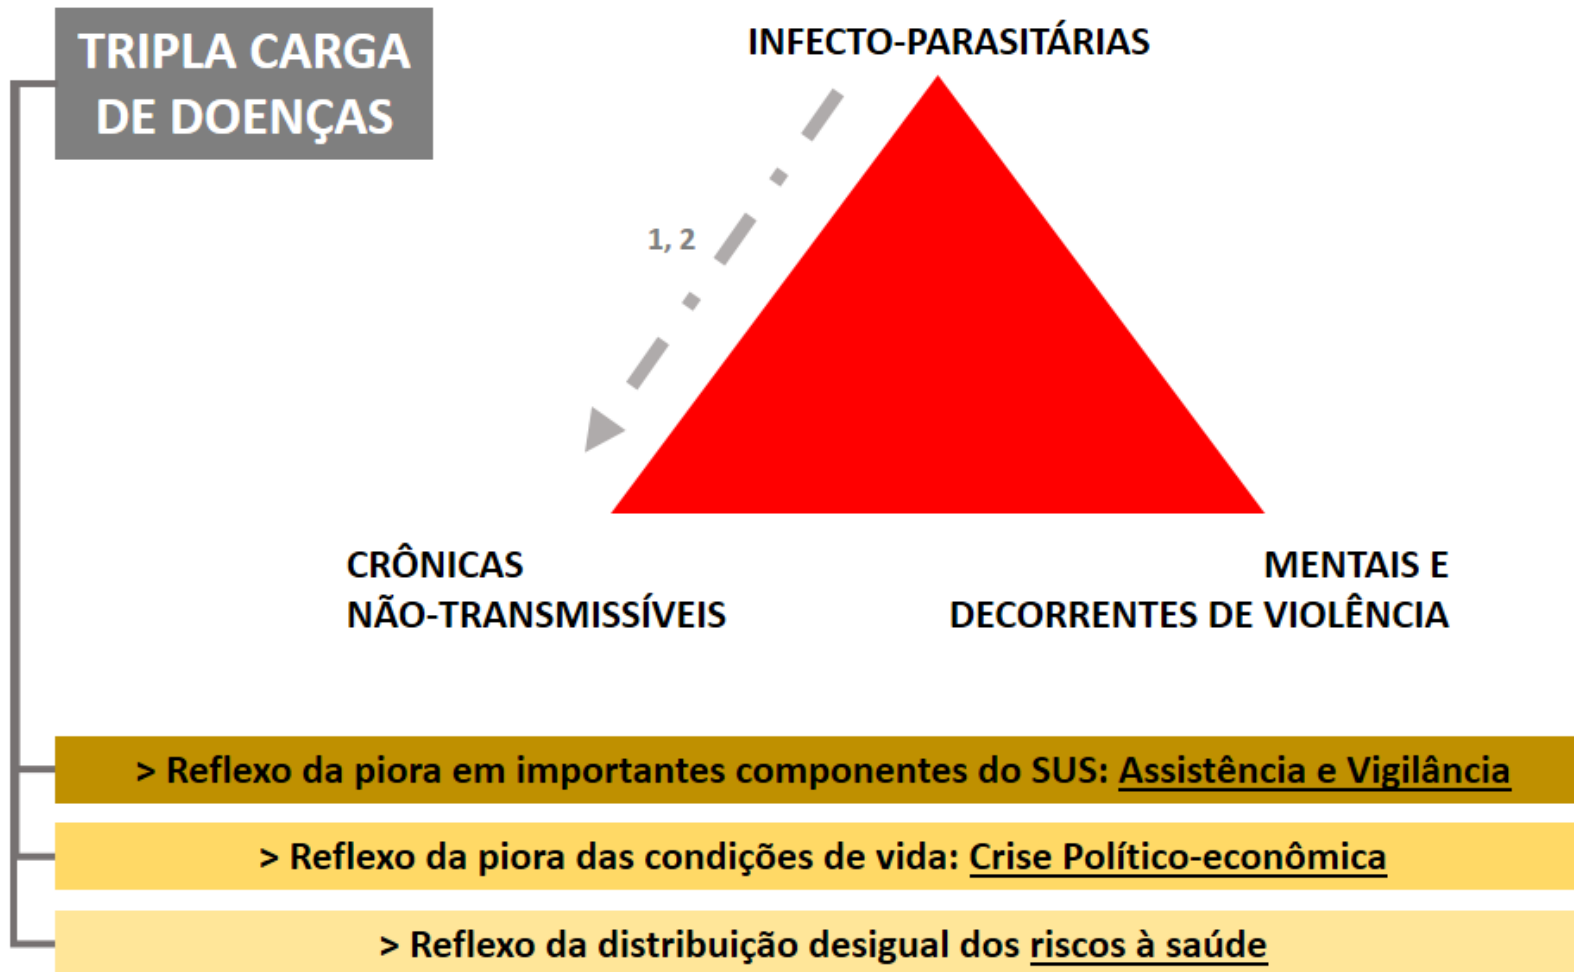 TRIPLA CARGA
DE DOENÇAS
INFECTO-PARASITÁRIAS
1, 2
CRÔNICAS
NÃO-TRANSMISSÍVEIS
MENTAIS E
DECORRENTES DE VIOLÊNCIA
> Reflexo da piora em importantes componentes do SUS: Assistência e Vigilância
> Reflexo da piora das condições de vida: Crise Político-econômica
> Reflexo da distribuição desigual dos riscos à saúde